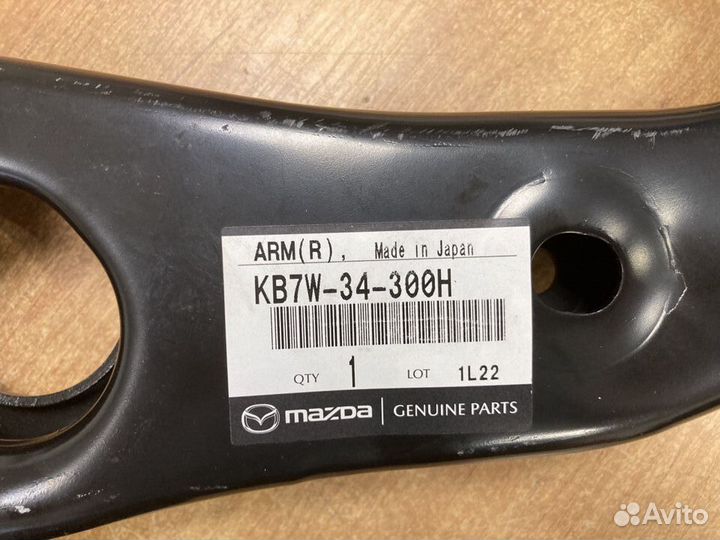 ARM(R), Made in Japan
KB7W-34-300H
QTY 1 LOT 1L22
mazda GENUINE PARTS
Avito